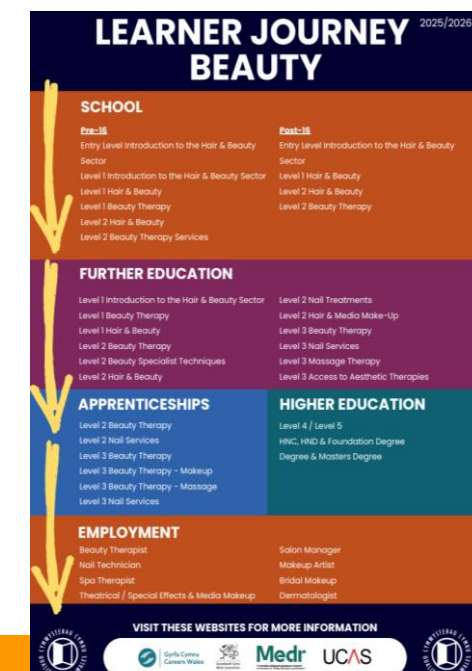 LEARNER JOURNEY
BEAUTY
2025/2026
SCHOOL
Pre-16
Entry Level Introduction to the Hair & Beauty
Sector
Level 1 Introduction to the Hair & Beauty Sector
Level 1 Hair & Beauty
Level 1 Beauty Therapy
Level 2 Hair & Beauty
Level 2 Beauty Therapy Services
Post-16
Entry Level Introduction to the Hair & Beauty
Sector
Level 1 Hair & Beauty
Level 2 Hair & Beauty
Level 2 Beauty Therapy
FURTHER EDUCATION
Level 1 Introduction to the Hair & Beauty Sector
Level 1 Beauty Therapy
Level 1 Hair & Beauty
Level 2 Beauty Therapy
Level 2 Beauty Specialist Techniques
Level 2 Hair & Beauty
Level 2 Nail Treatments
Level 2 Hair & Media Make-Up
Level 3 Beauty Therapy
Level 3 Nail Services
Level 3 Massage Therapy
Level 3 Access to Aesthetic Therapies
APPRENTICESHIPS
Level 2 Beauty Therapy
Level 2 Nail Services
Level 3 Beauty Therapy
Level 3 Beauty Therapy - Makeup
Level 3 Beauty Therapy - Massage
Level 3 Nail Services
HIGHER EDUCATION
Level 4 / Level 5
HNC, HND & Foundation Degree
Degree & Masters Degree
EMPLOYMENT
Beauty Therapist
Nail Technician
Spa Therapist
Theatrical / Special Effects & Media Makeup
Salon Manager
Makeup Artist
Bridal Makeup
Dermatologist
VISIT THESE WEBSITES FOR MORE INFORMATION
Gyrfa Cymru
Careers Wales
Medr
UCAS